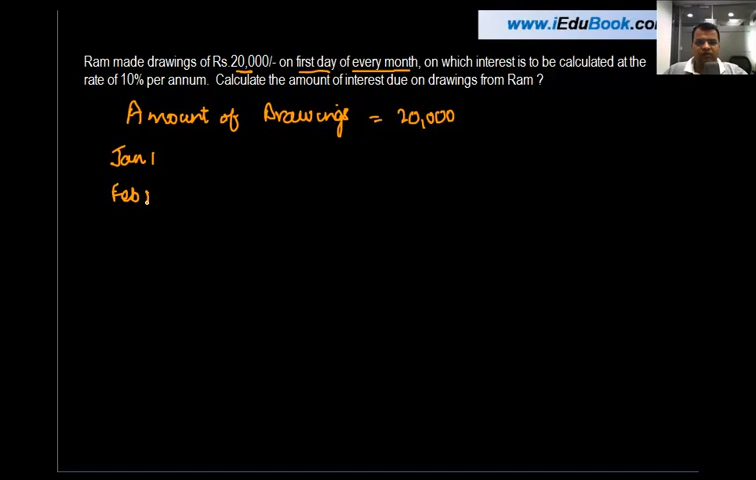 www.iEduBook.co
Ram made drawings of Rs.20,000/- on first day of every month, on which interest is to be calculated at the
rate of 10% per annum. Calculate the amount of interest due on drawings from Ram ?
Amount of Drawings = 20,000
Jan 1
Feb 1